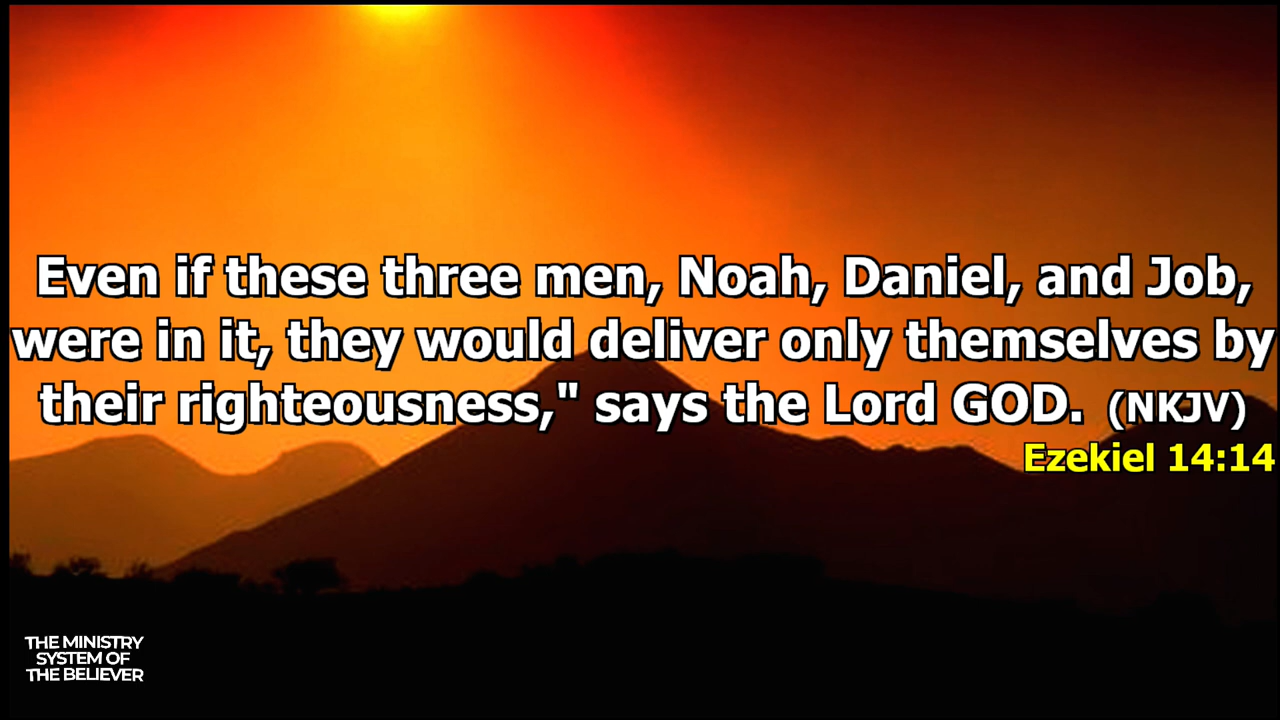 Even if these three men, Noah, Daniel, and Job,
were in it, they would deliver only themselves by
their righteousness," says the Lord GOD. (NKJV)
Ezekiel 14:14
THE MINISTRY
SYSTEM OF
THE BELIEVER